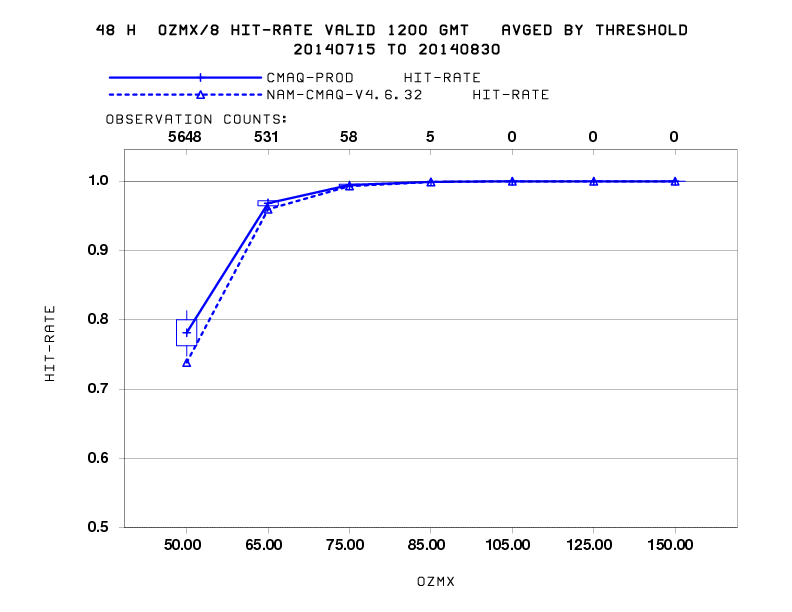 48 H OZMX/8 HIT-RATE VALID 1200 GMT AVGED BY THRESHOLD
20140715 TO 20140830
CMAQ-PROD HIT-RATE
NAM-CMAQ-V4.6.32 HIT-RATE
OBSERVATION COUNTS:
5648 531 58 5 0 0 0
1.0
0.9
0.8
0.7
0.6
0.5
HIT-RATE
50.00 65.00 75.00 85.00 105.00 125.00 150.00
OZMX